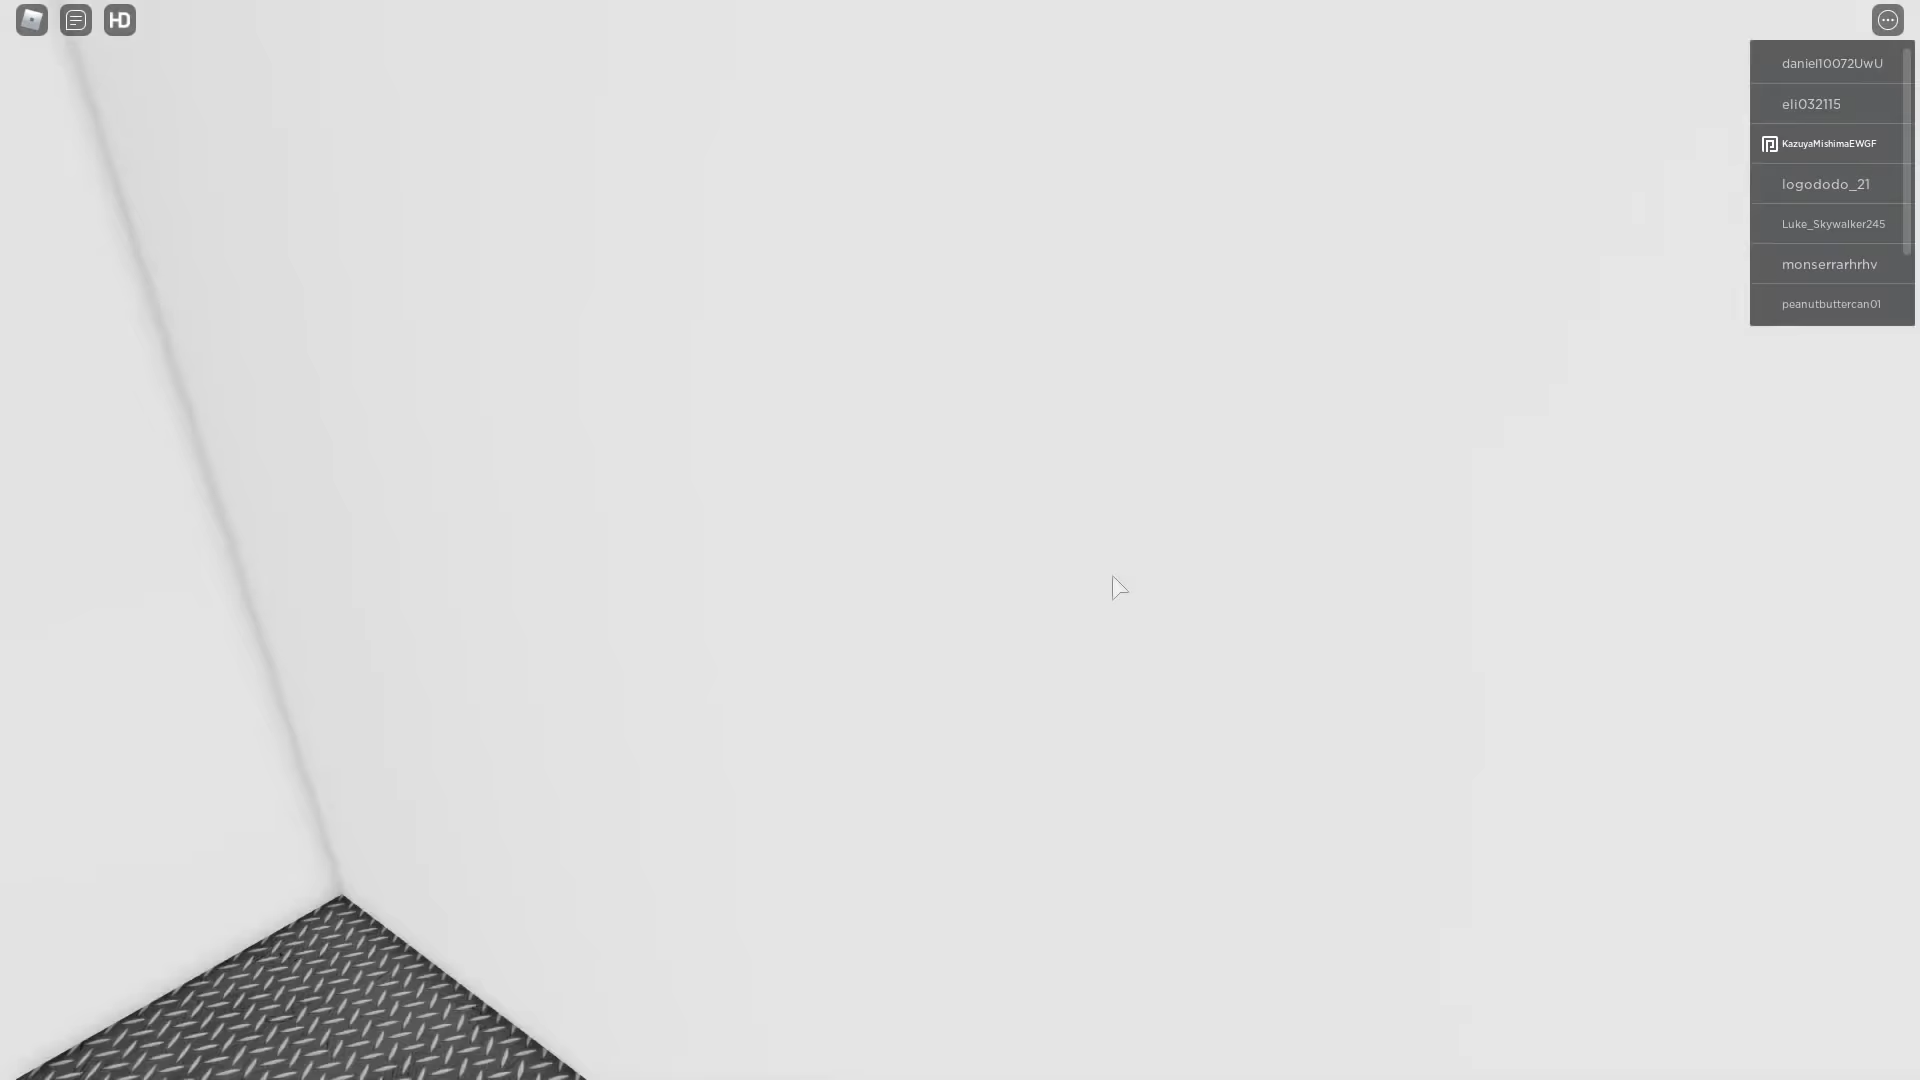 HD
daniel10072UwU
eli032115
KazuyaMishimaEWGF
logododo_21
Luke_Skywalker245
monserrarhrhv
peanutbuttercan01